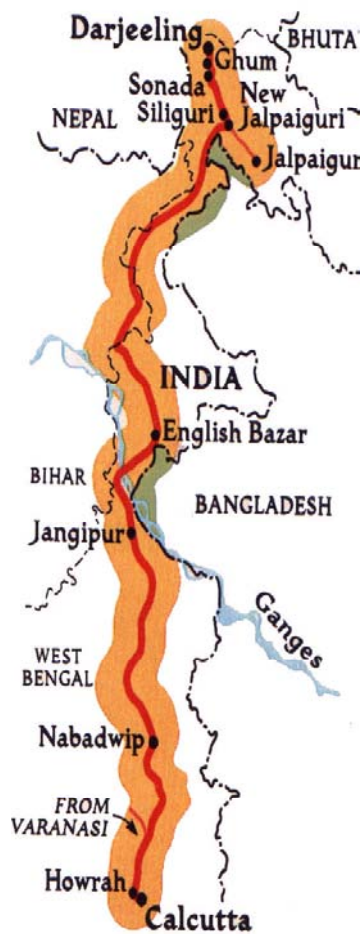 Darjeeling
BHUTA
Ghum
Sonada
New
Siliguri
Jalpaiguri
NEPAL
Jalpaigur
INDIA
English Bazar
BIHAR
BANGLADESH
Jangipur
Ganges
WEST
BENGAL
Nabadwip
FROM
VARANASI
Howrah
Calcutta